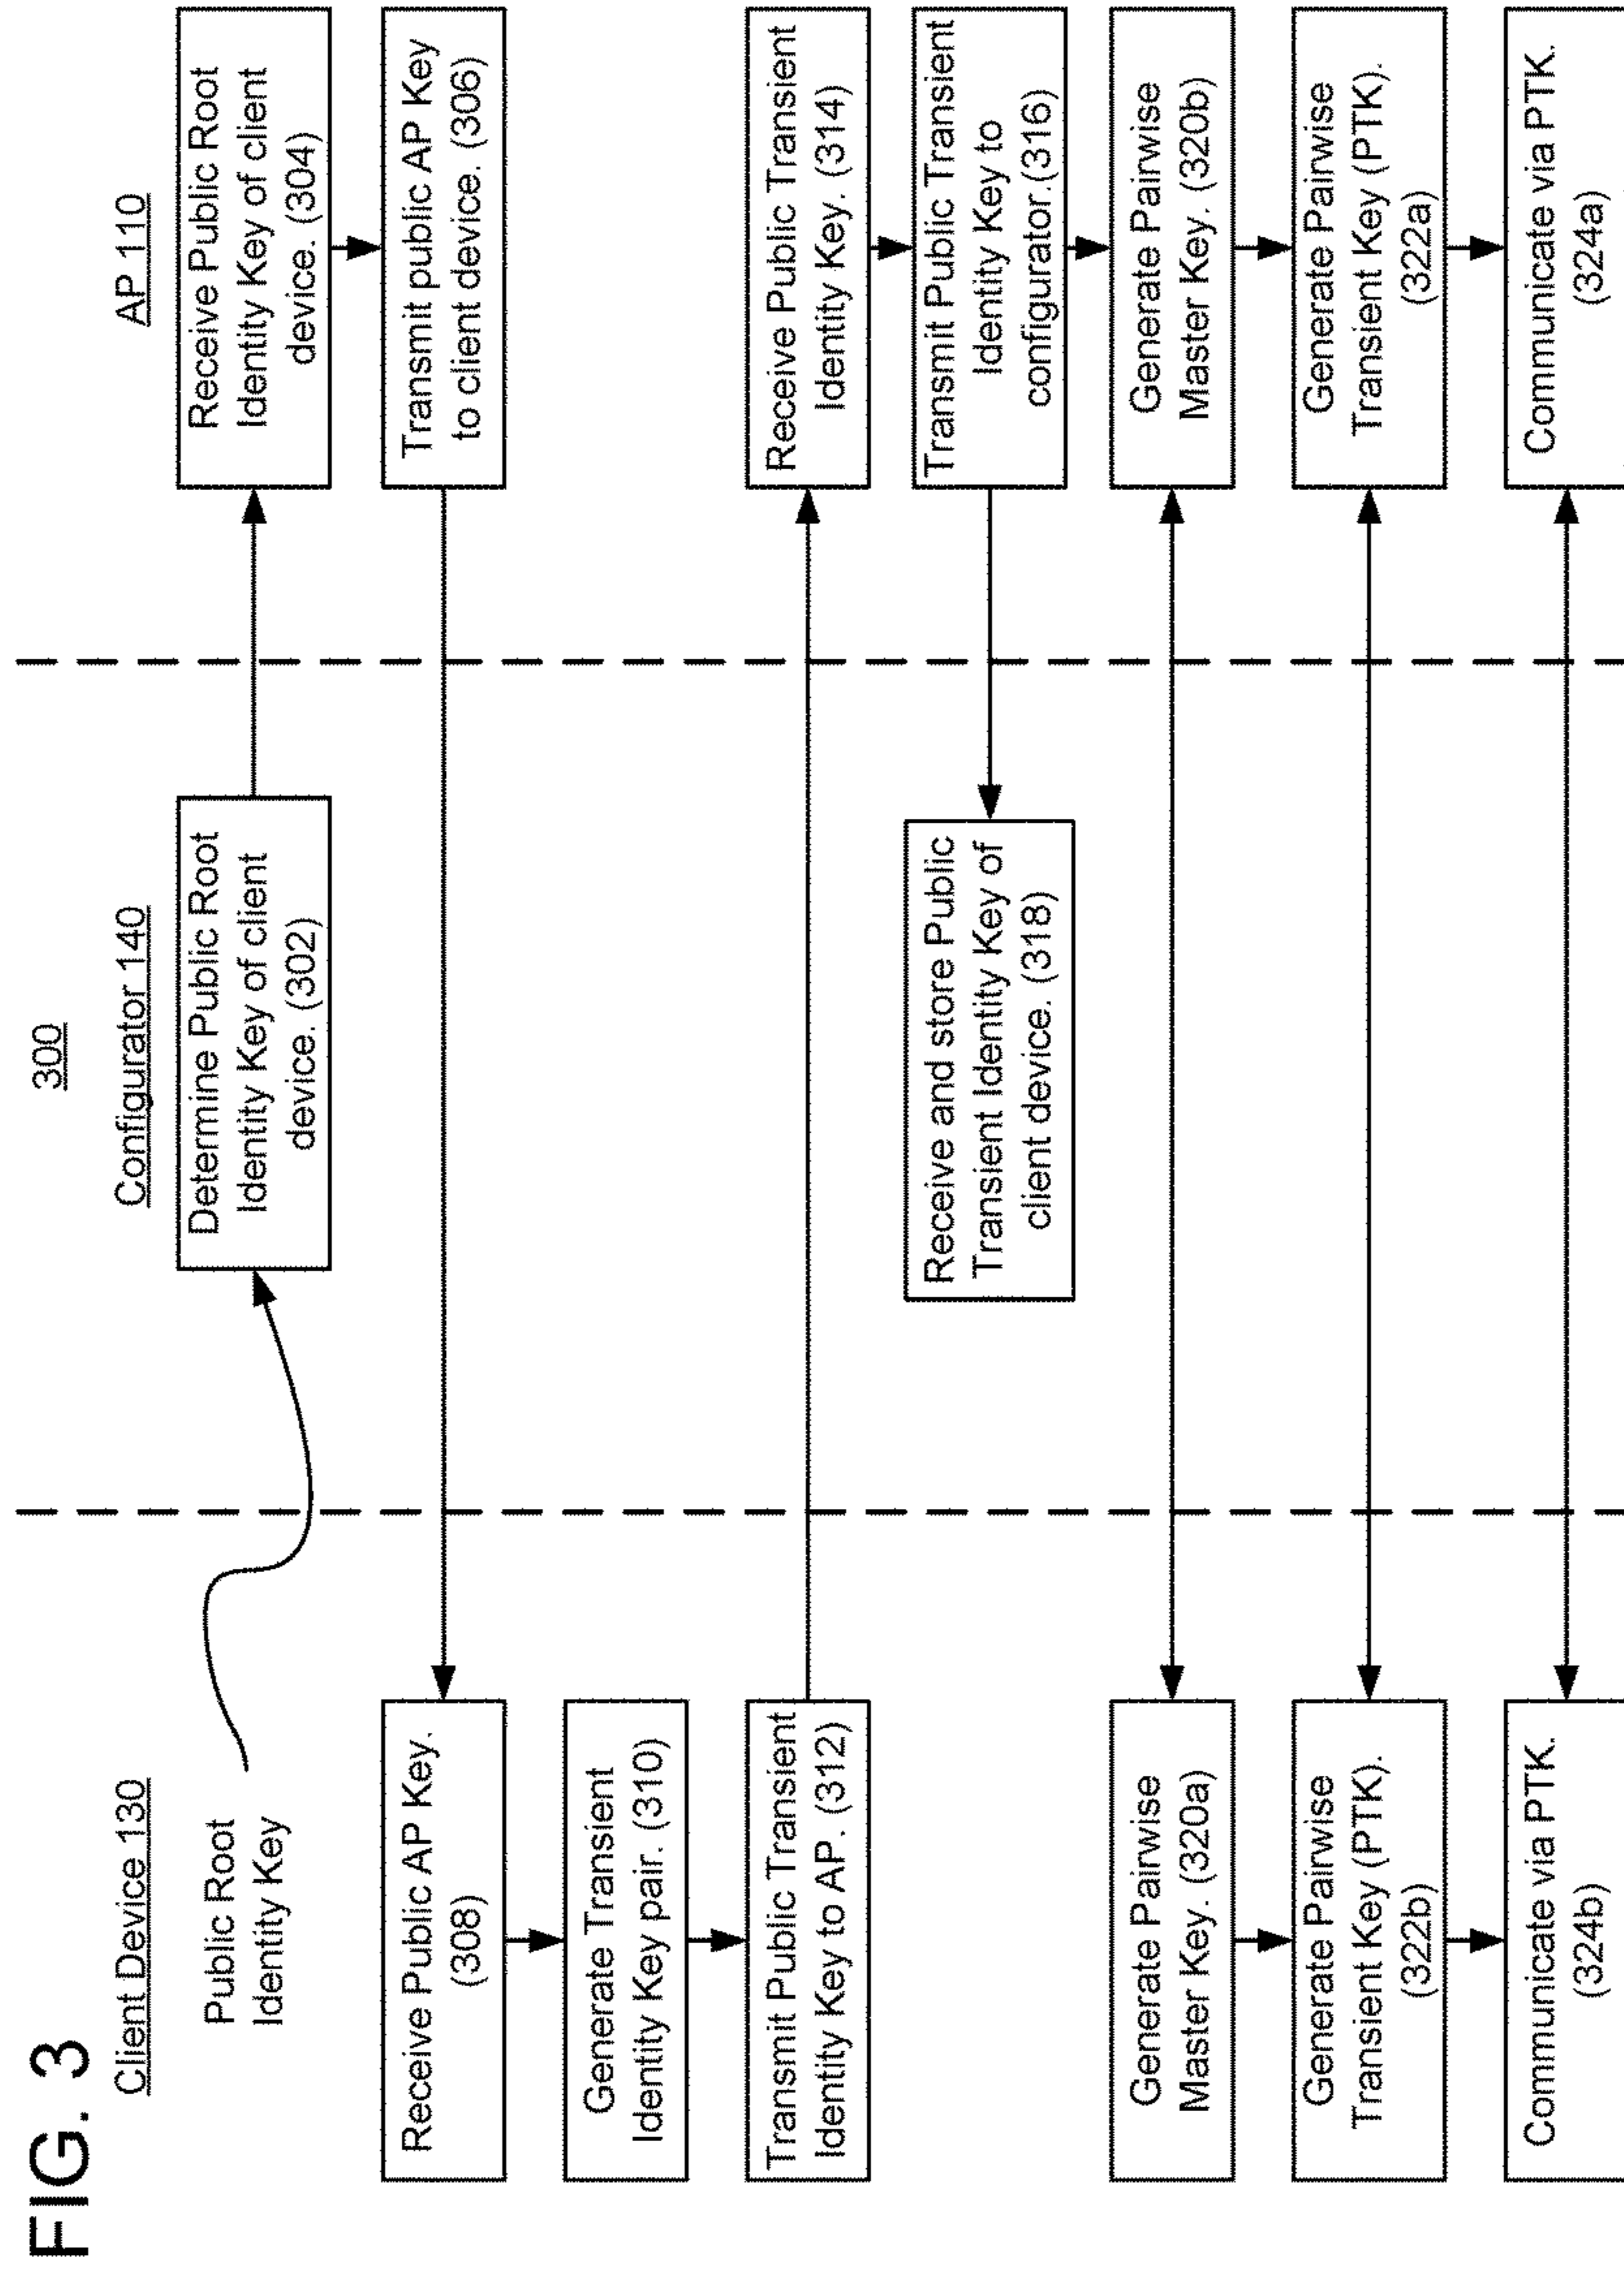 FIG. 3
300
Client Device 130
Configurator 140
AP 110
Public Root
Identity Key
Determine Public Root
Identity Key of client
device. (302)
Receive Public Root
Identity Key of client
device. (304)
Transmit public AP Key
to client device. (306)
Receive Public AP Key.
(308)
Generate Transient
Identity Key pair. (310)
Transmit Public Transient
Identity Key to AP. (312)
Receive Public Transient
Identity Key. (314)
Transmit Public Transient
Identity Key to
configurator.(316)
Receive and store Public
Transient Identity Key of
client device. (318)
Generate Pairwise
Master Key. (320a)
Generate Pairwise
Master Key. (320b)
Generate Pairwise
Transient Key (PTK).
(322b)
Generate Pairwise
Transient Key (PTK).
(322a)
Communicate via PTK.
(324b)
Communicate via PTK.
(324a)